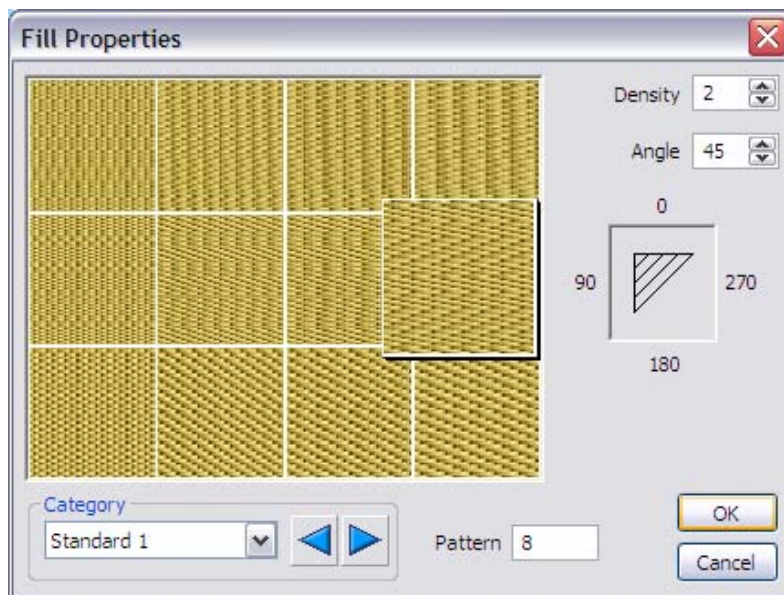 Fill Properties
Density 2
Angle 45
0
90
270
180
Category
Standard 1
Pattern 8
OK
Cancel